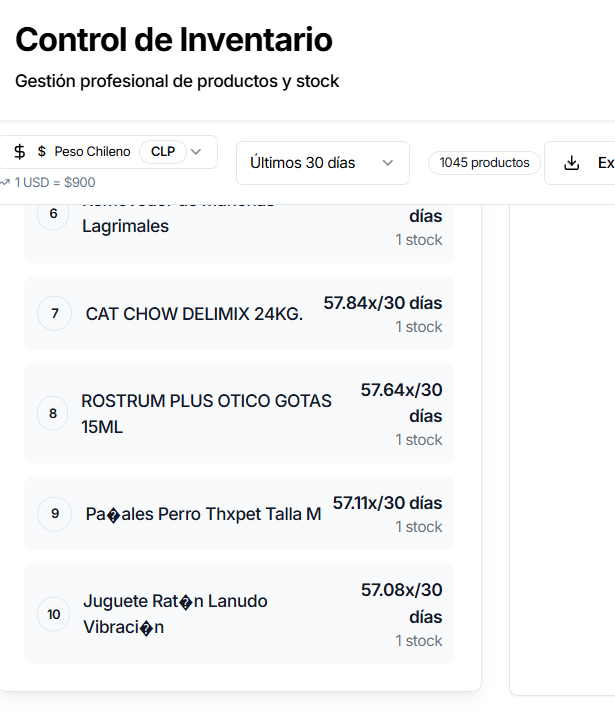 Control de Inventario
Gestión profesional de productos y stock
$ $ Peso Chileno CLP
1 USD = $900
Últimos 30 días
1045 productos
Ex
6
Lagrimales
días
1 stock
7
CAT CHOW DELIMIX 24KG.
57.84x/30 días
1 stock
8
ROSTRUM PLUS OTICO GOTAS
15ML
57.64x/30
días
1 stock
9
Pa�ales Perro Thxpet Talla M
57.11x/30 días
1 stock
10
Juguete Rat�n Lanudo
Vibraci�n
57.08x/30
días
1 stock